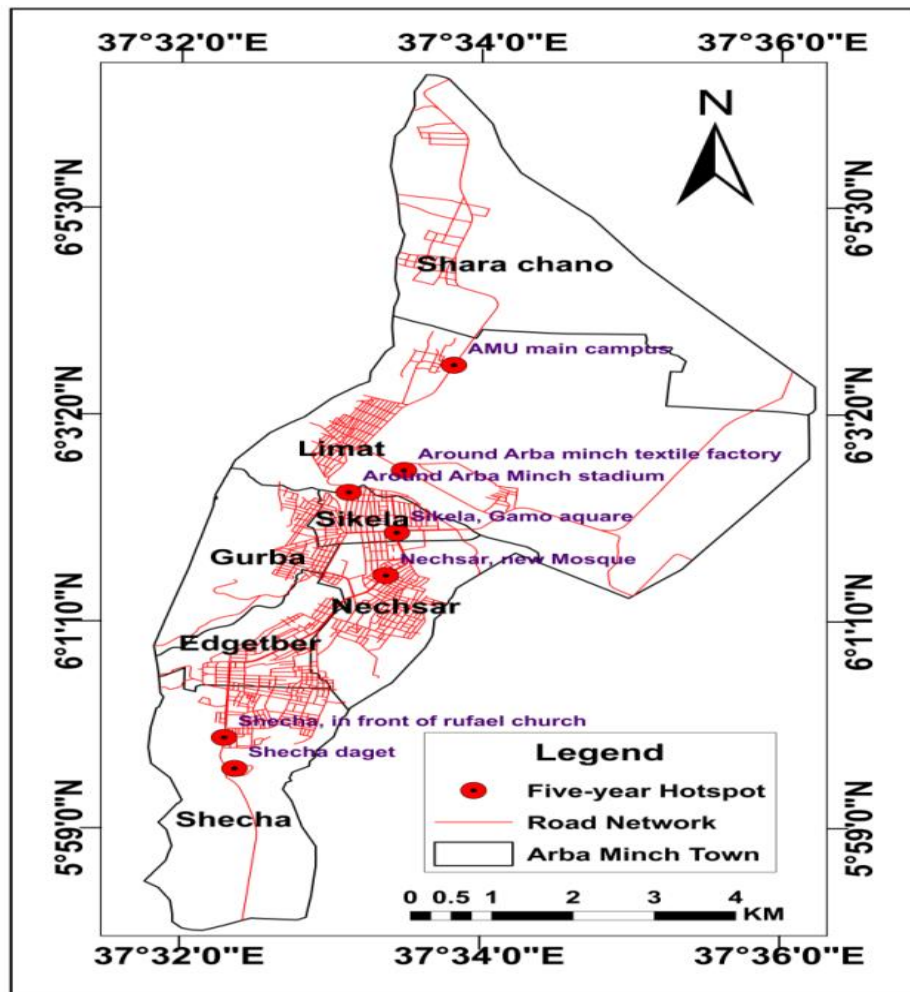 37°32'0"E 37°34'0"E 37°36'0"E
N
6°5'30"N 6°5'30"N
Shara chano
AMU main campus
6°3'20"N 6°3'20"N
Limat
Around Arba minch textile factory
Around Arba Minch stadium
Sikela
Sikela, Gamo aquare
Gurba
Nechsar, new Mosque
Nechsar
6°1'10"N 6°1'10"N
Edgetber
Shecha, in front of rufael church
Shecha daget
Legend
Five-year Hotspot
Shecha
Road Network
5°59'0"N 5°59'0"N
Arba Minch Town
0 0.5 1 2 3 4
KM
37°32'0"E 37°34'0"E 37°36'0"E